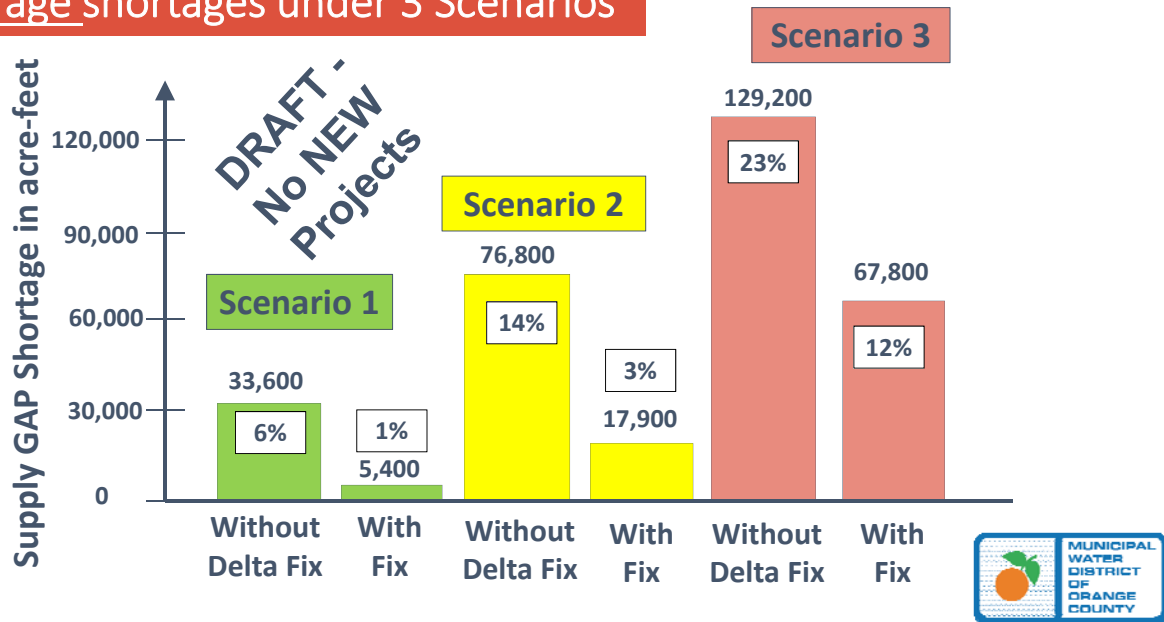 age shortages under 3 Scenarios
Scenario 3
Supply GAP Shortage in acre-feet
DRAFT -
No NEW
Projects
129,200
120,000
23%
Scenario 2
90,000
76,800
67,800
Scenario 1
60,000
14%
12%
3%
33,600
30,000
17,900
6%
1%
5,400
0
Without
Delta Fix
With
Fix
Without
Delta Fix
With
Fix
Without
Delta Fix
With
Fix
MUNICIPAL
WATER
DISTRICT
OF
ORANGE
COUNTY